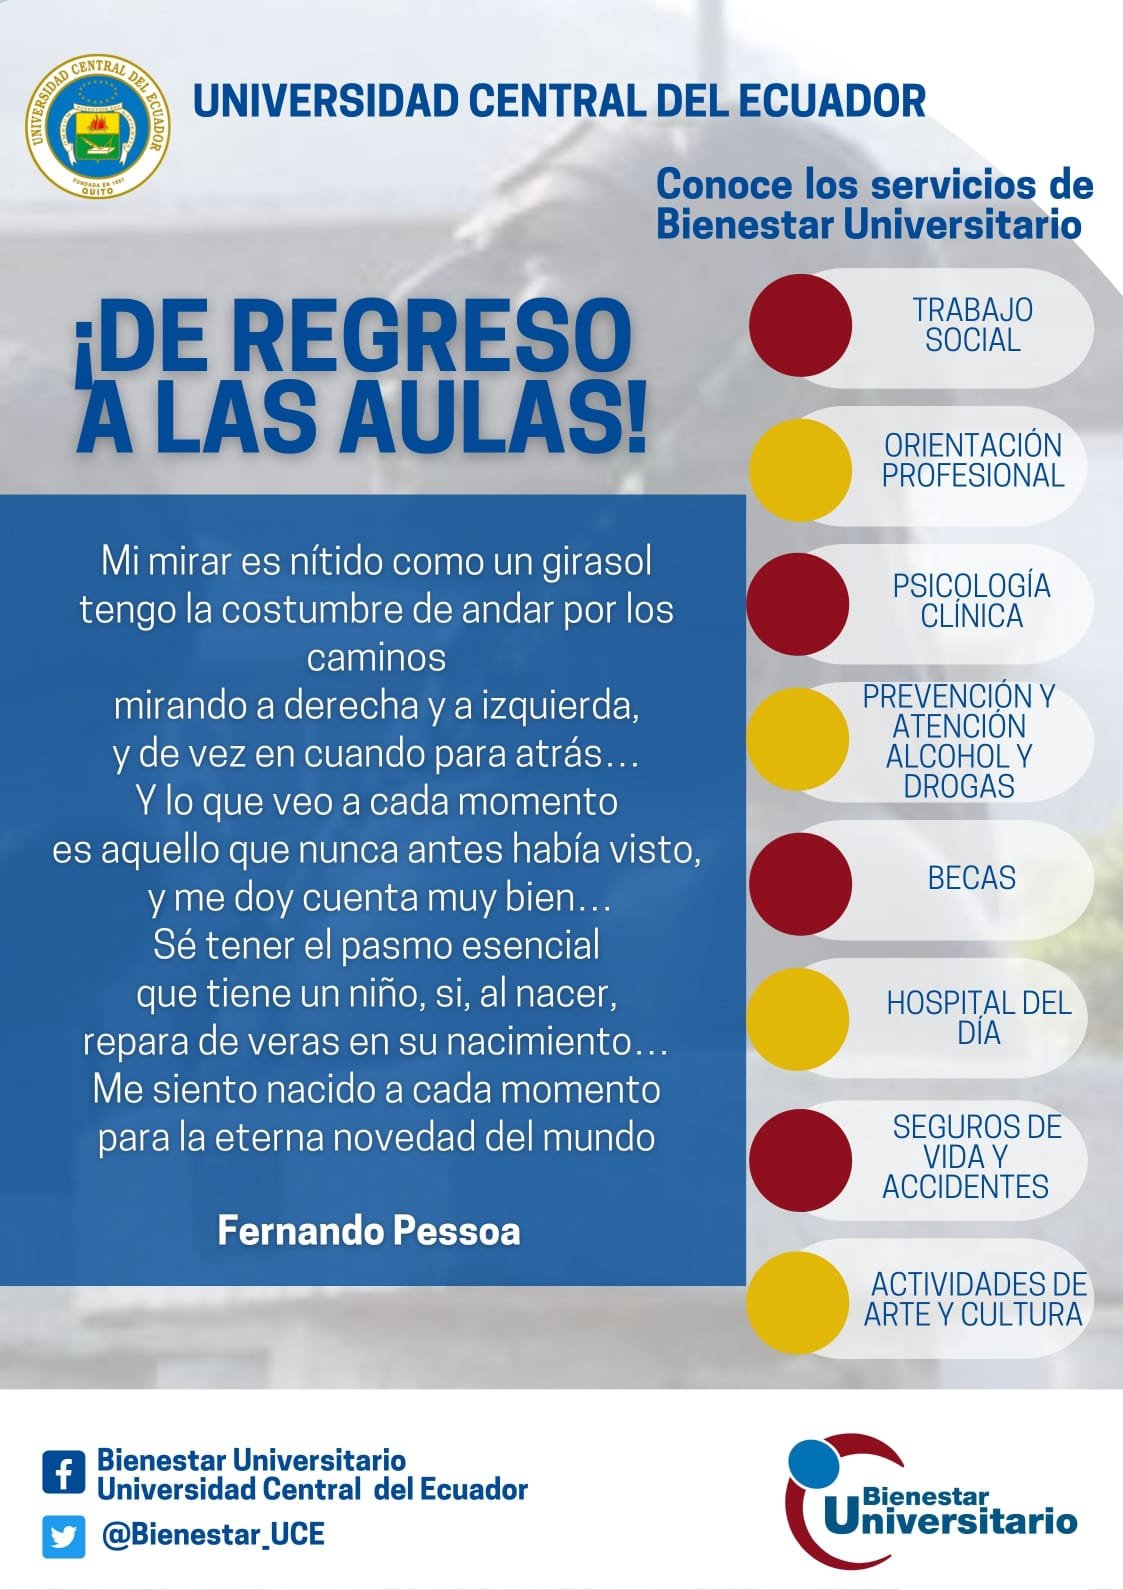 UNIVERSIDAD CENTRAL DEL ECUADOR
UNIVERSIDAD CENTRAL DEL ECUADOR
FUNDADA EN 1651
QUITO
Conoce los servicios de
Bienestar Universitario
¡DE REGRESO
A LAS AULAS!
Mi mirar es nítido como un girasol
tengo la costumbre de andar por los
caminos
mirando a derecha y a izquierda,
y de vez en cuando para atrás...
Y lo que veo a cada momento
es aquello que nunca antes había visto,
y me doy cuenta muy bien...
Sé tener el pasmo esencial
que tiene un niño, si, al nacer,
repara de veras en su nacimiento...
Me siento nacido a cada momento
para la eterna novedad del mundo
Fernando Pessoa
TRABAJO
SOCIAL
ORIENTACIÓN
PROFESIONAL
PSICOLOGÍA
CLÍNICA
PREVENCIÓN Y
ATENCIÓN
ALCOHOL Y
DROGAS
BECAS
HOSPITAL DEL
DÍA
SEGUROS DE
VIDA Y
ACCIDENTES
ACTIVIDADES DE
ARTE Y CULTURA
Bienestar Universitario
Universidad Central del Ecuador
@Bienestar_UCE
Bienestar
Universitario